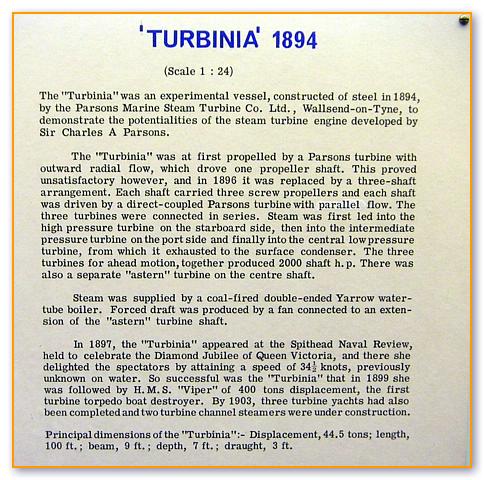 'TURBINIA' 1894
(Scale 1 : 24)
The "Turbinia" was an experimental vessel, constructed of steel in 1894,
by the Parsons Marine Steam Turbine Co. Ltd., Wallsend-on-Tyne, to
demonstrate the potentialities of the steam turbine engine developed by
Sir Charles A Parsons.
The "Turbinia" was at first propelled by a Parsons turbine with
outward radial flow, which drove one propeller shaft. This proved
unsatisfactory however, and in 1896 it was replaced by a three-shaft
arrangement. Each shaft carried three screw propellers and each shaft
was driven by a direct-coupled Parsons turbine with parallel flow. The
three turbines were connected in series. Steam was first led into the
high pressure turbine on the starboard side, then into the intermediate
pressure turbine on the port side and finally into the central low pressure
turbine, from which it exhausted to the surface condenser. The three
turbines for ahead motion, together produced 2000 shaft h.p. There was
also a separate "astern" turbine on the centre shaft.
Steam was supplied by a coal-fired double-ended Yarrow water-
tube boiler. Forced draft was produced by a fan connected to an exten-
sion of the "astern" turbine shaft.
In 1897, the "Turbinia" appeared at the Spithead Naval Review,
held to celebrate the Diamond Jubilee of Queen Victoria, and there she
delighted the spectators by attaining a speed of 34½ knots, previously
unknown on water. So successful was the "Turbinia" that in 1899 she
was followed by H.M.S. "Viper" of 400 tons displacement, the first
turbine torpedo boat destroyer. By 1903, three turbine yachts had also
been completed and two turbine channel steamers were under construction.
Principal dimensions of the "Turbinia":- Displacement, 44.5 tons; length,
100 ft.; beam, 9 ft.; depth, 7 ft.; draught, 3 ft.